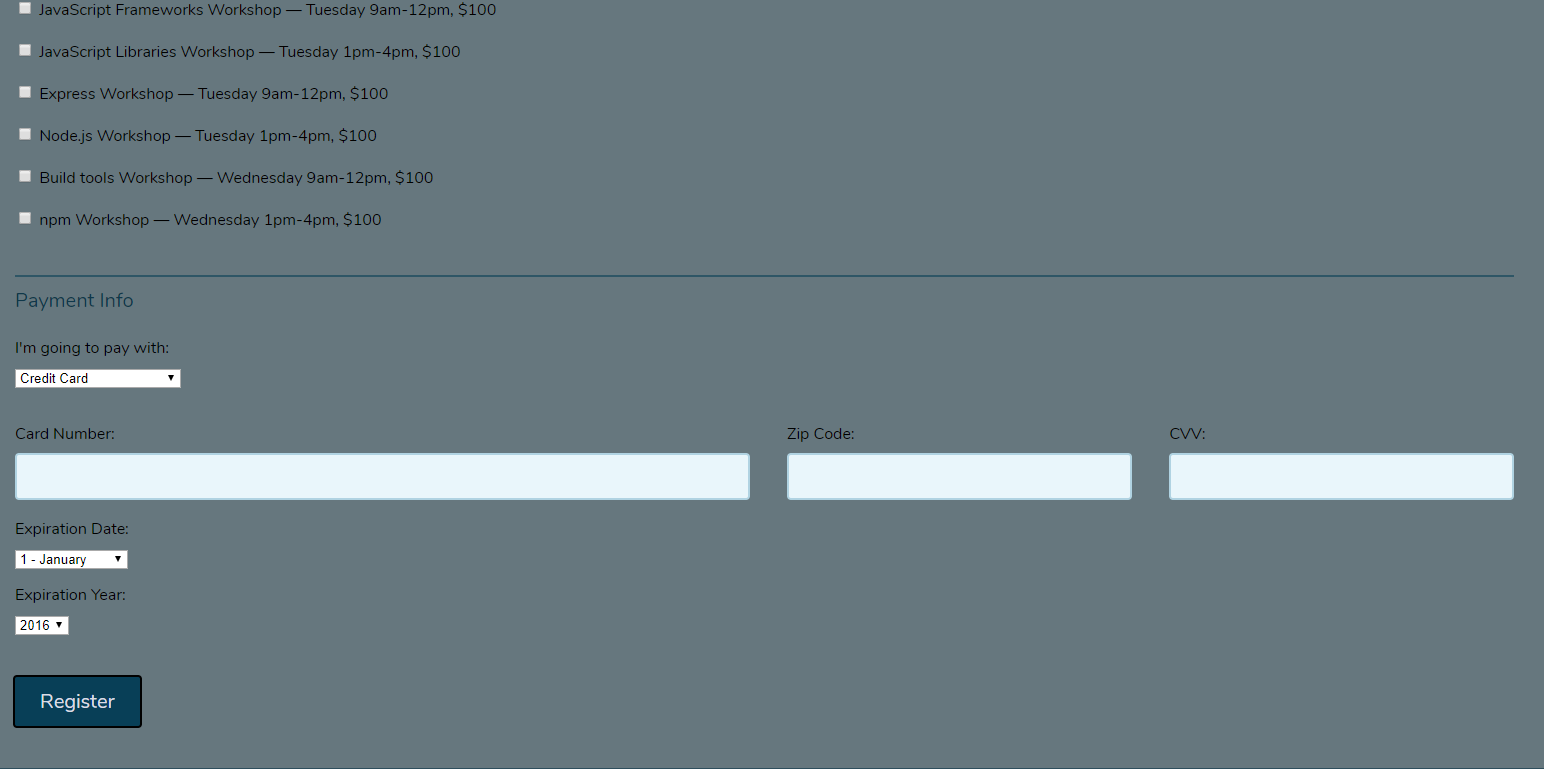 JavaScript Frameworks Workshop — Tuesday 9am-12pm, $100
JavaScript Libraries Workshop — Tuesday 1pm-4pm, $100
Express Workshop — Tuesday 9am-12pm, $100
Node.js Workshop — Tuesday 1pm-4pm, $100
Build tools Workshop — Wednesday 9am-12pm, $100
npm Workshop — Wednesday 1pm-4pm, $100
Payment Info
I'm going to pay with:
Credit Card
Card Number: Zip Code: CVV:
Expiration Date:
1 - January
Expiration Year:
2016
Register